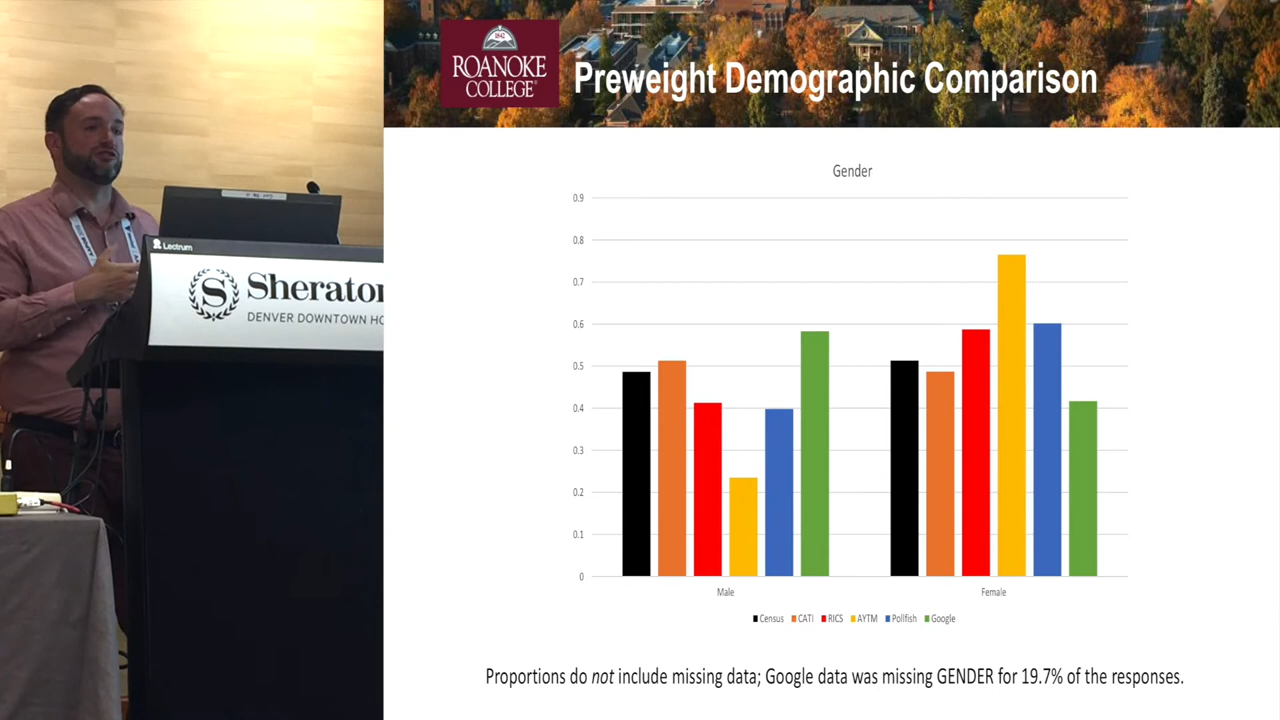 1842
ROANOKE
COLLEGE
Preweight Demographic Comparison
Lectrum
S
Sherato
DENVER DOWNTOWN HO
Gender
0.9
0.8
0.7
0.6
0.5
0.4
0.3
0.2
0.1
0
Male Female
Census CATI RICS AYTM Pollfish Google
Proportions do not include missing data; Google data was missing GENDER for 19.7% of the responses.